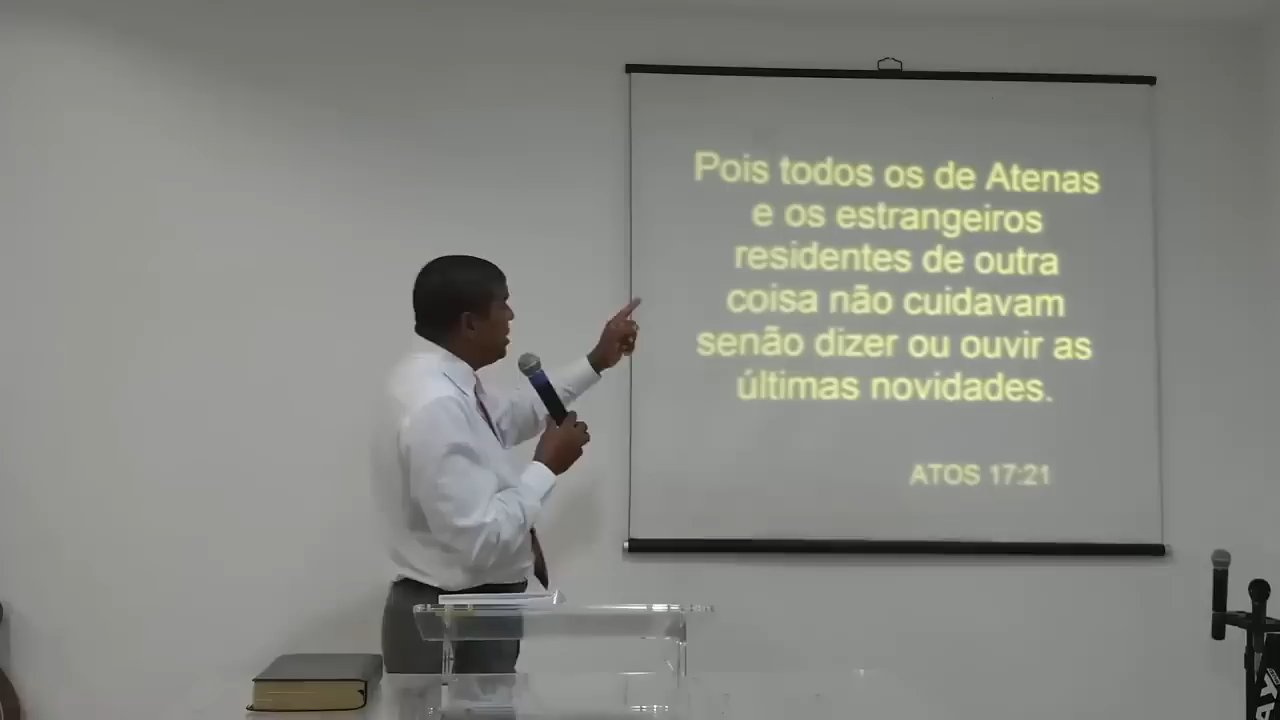 Pois todos os de Atenas
e os estrangeiros
residentes de outra
coisa não cuidavam
senão dizer ou ouvir as
últimas novidades.
ATOS 17:21